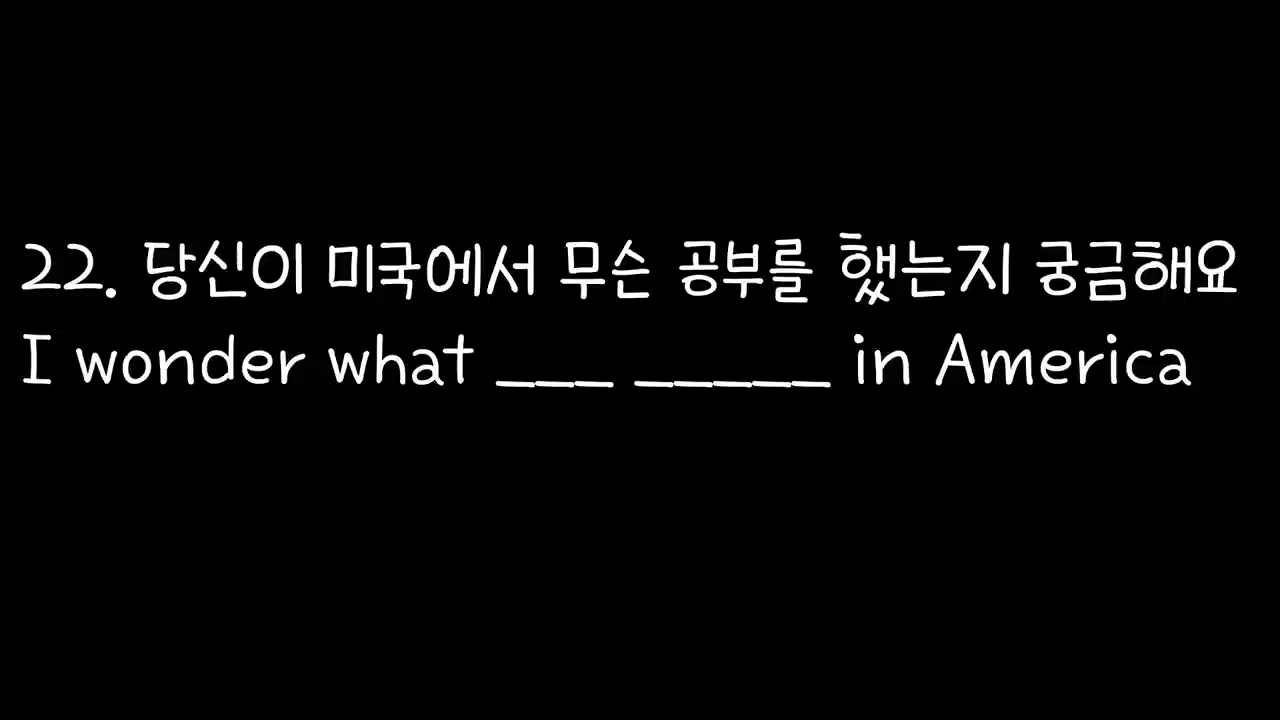 22. 당신이 미국에서 무슨 공부를 했는지 궁금해요
I wonder what ___ _____ in America